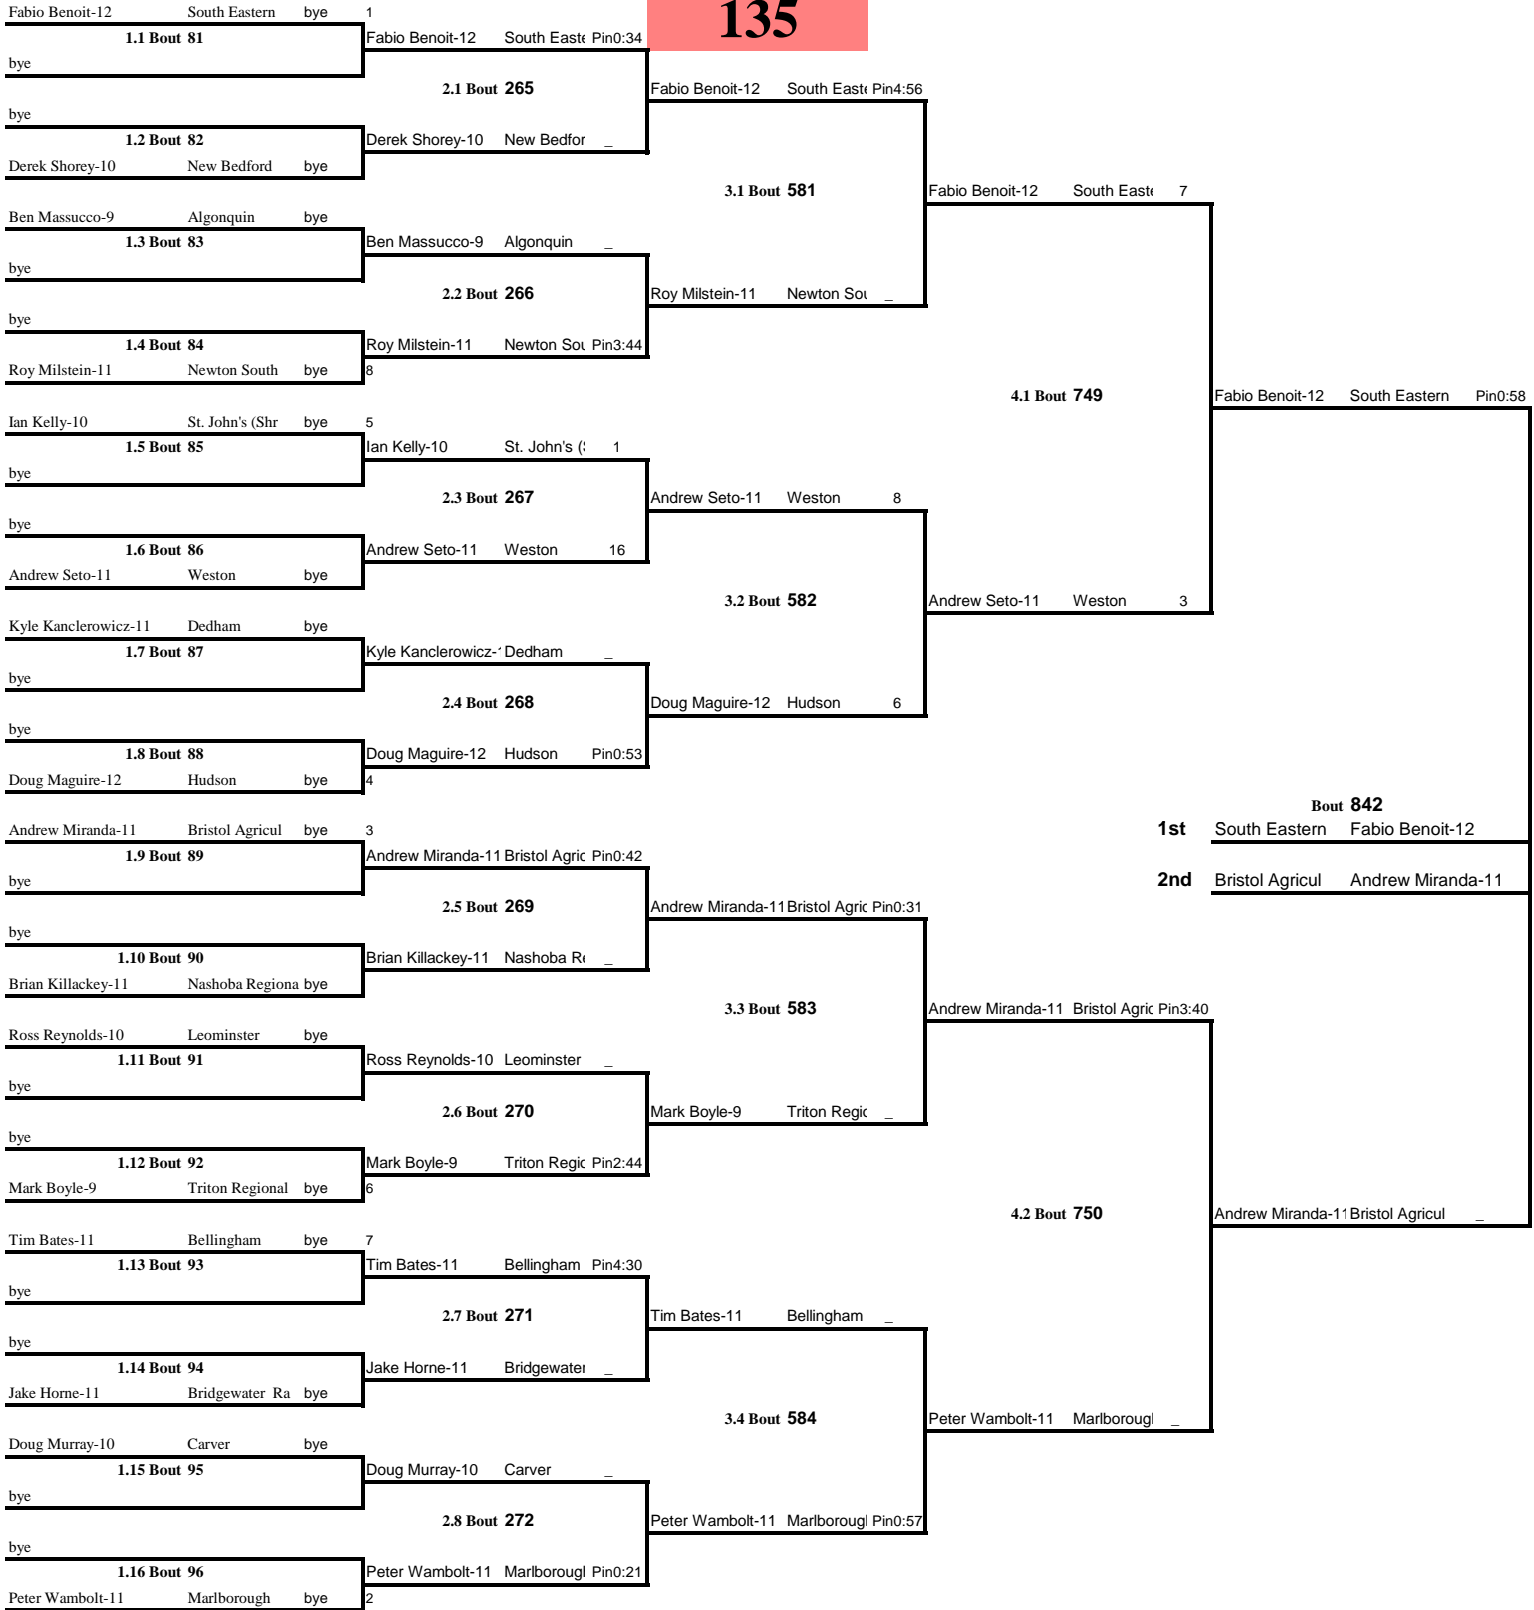 135
Fabio Benoit-12 South Eastern bye 1
1.1 Bout 81
Fabio Benoit-12 South Easte Pin0:34
bye
2.1 Bout 265
Fabio Benoit-12 South Easte Pin4:56
bye
1.2 Bout 82
Derek Shorey-10 New Bedfor _
Derek Shorey-10 New Bedford bye
3.1 Bout 581
Fabio Benoit-12 South Easte 7
Ben Massucco-9 Algonquin bye
1.3 Bout 83
Ben Massucco-9 Algonquin _
bye
2.2 Bout 266
Roy Milstein-11 Newton Sou _
bye
1.4 Bout 84
Roy Milstein-11 Newton Sou Pin3:44
Roy Milstein-11 Newton South bye 8
4.1 Bout 749
Fabio Benoit-12 South Eastern Pin0:58
Ian Kelly-10 St. John's (Shr bye 5
1.5 Bout 85
Ian Kelly-10 St. John's (S 1
bye
2.3 Bout 267
Andrew Seto-11 Weston 8
bye
1.6 Bout 86
Andrew Seto-11 Weston 16
Andrew Seto-11 Weston bye
3.2 Bout 582
Andrew Seto-11 Weston 3
Kyle Kanclerowicz-11 Dedham bye
1.7 Bout 87
Kyle Kanclerowicz-1 Dedham _
bye
2.4 Bout 268
Doug Maguire-12 Hudson 6
bye
1.8 Bout 88
Doug Maguire-12 Hudson Pin0:53
Doug Maguire-12 Hudson bye 4
Bout 842
1st South Eastern Fabio Benoit-12
Andrew Miranda-11 Bristol Agricul bye 3
1.9 Bout 89
Andrew Miranda-11 Bristol Agric Pin0:42
bye
2nd Bristol Agricul Andrew Miranda-11
2.5 Bout 269
Andrew Miranda-11 Bristol Agric Pin0:31
bye
1.10 Bout 90
Brian Killackey-11 Nashoba Re _
Brian Killackey-11 Nashoba Regiona bye
3.3 Bout 583
Andrew Miranda-11 Bristol Agric Pin3:40
Ross Reynolds-10 Leominster bye
1.11 Bout 91
Ross Reynolds-10 Leominster _
bye
2.6 Bout 270
Mark Boyle-9 Triton Regio _
bye
1.12 Bout 92
Mark Boyle-9 Triton Regio Pin2:44
Mark Boyle-9 Triton Regional bye 6
4.2 Bout 750
Andrew Miranda-11 Bristol Agricul _
Tim Bates-11 Bellingham bye 7
1.13 Bout 93
Tim Bates-11 Bellingham Pin4:30
bye
2.7 Bout 271
Tim Bates-11 Bellingham _
bye
1.14 Bout 94
Jake Horne-11 Bridgewater _
Jake Horne-11 Bridgewater Ra bye
3.4 Bout 584
Peter Wambolt-11 Marlborough _
Doug Murray-10 Carver bye
1.15 Bout 95
Doug Murray-10 Carver _
bye
2.8 Bout 272
Peter Wambolt-11 Marlboroug Pin0:57
bye
1.16 Bout 96
Peter Wambolt-11 Marlborough Pin0:21
Peter Wambolt-11 Marlborough bye 2